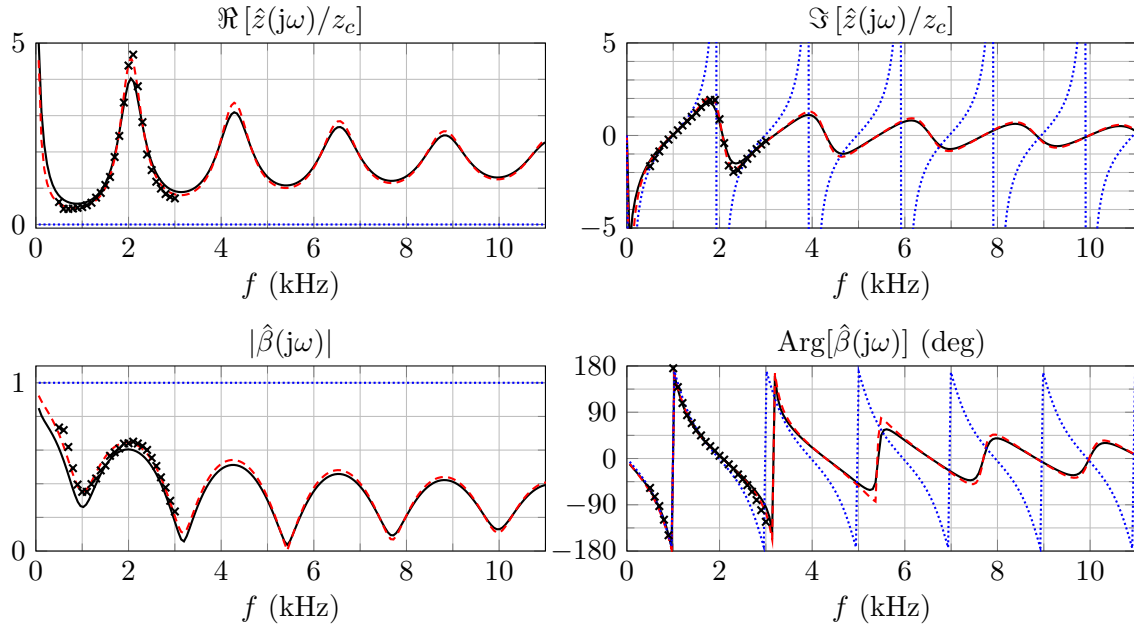 ℜ [ẑ(jω)/z_c]
5
0
0 2 4 6 8 10
f (kHz)
ℑ [ẑ(jω)/z_c]
5
0
−5
0 2 4 6 8 10
f (kHz)
|β̂(jω)|
1
0
0 2 4 6 8 10
f (kHz)
Arg[β̂(jω)] (deg)
180
90
0
−90
−180
0 2 4 6 8 10
f (kHz)